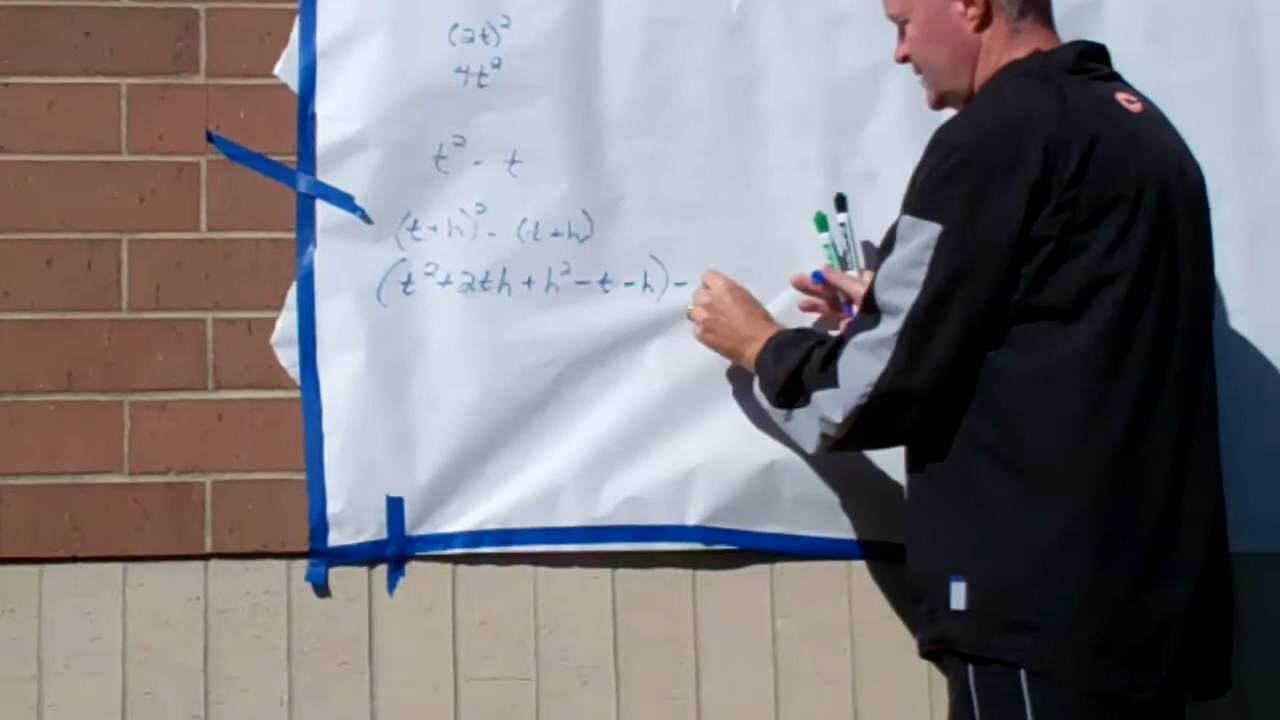 (2t)²
4t²
t² - t
(t+h)² - (t+h)
(t²+2th+h²-t-h)-